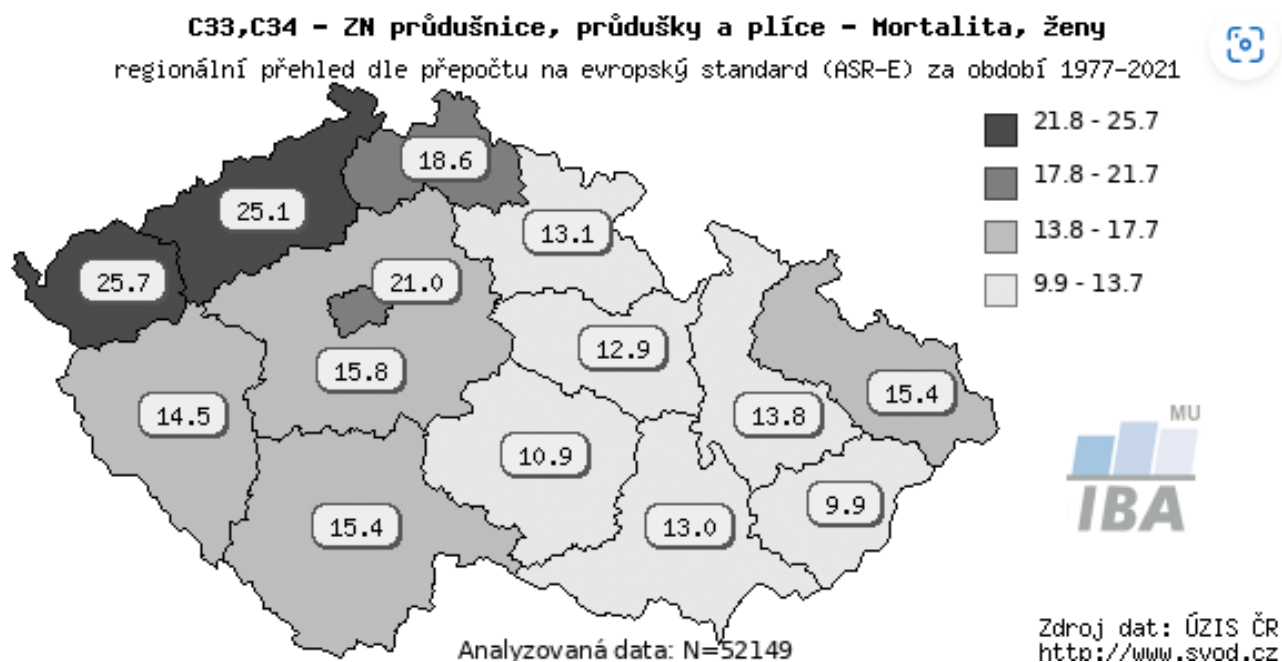 C33,C34 - ZN průdušnice, průdušky a plíce - Mortalita, ženy
regionální přehled dle přepočtu na evropský standard (ASR-E) za období 1977-2021
21.8 - 25.7
17.8 - 21.7
13.8 - 17.7
9.9 - 13.7
18.6
25.1
13.1
25.7
21.0
12.9
15.8
15.4
14.5
13.8
10.9
9.9
15.4
13.0
MU
IBA
Analyzovaná data: N=52149
Zdroj dat: ÚZIS ČR
http://www.svod.cz